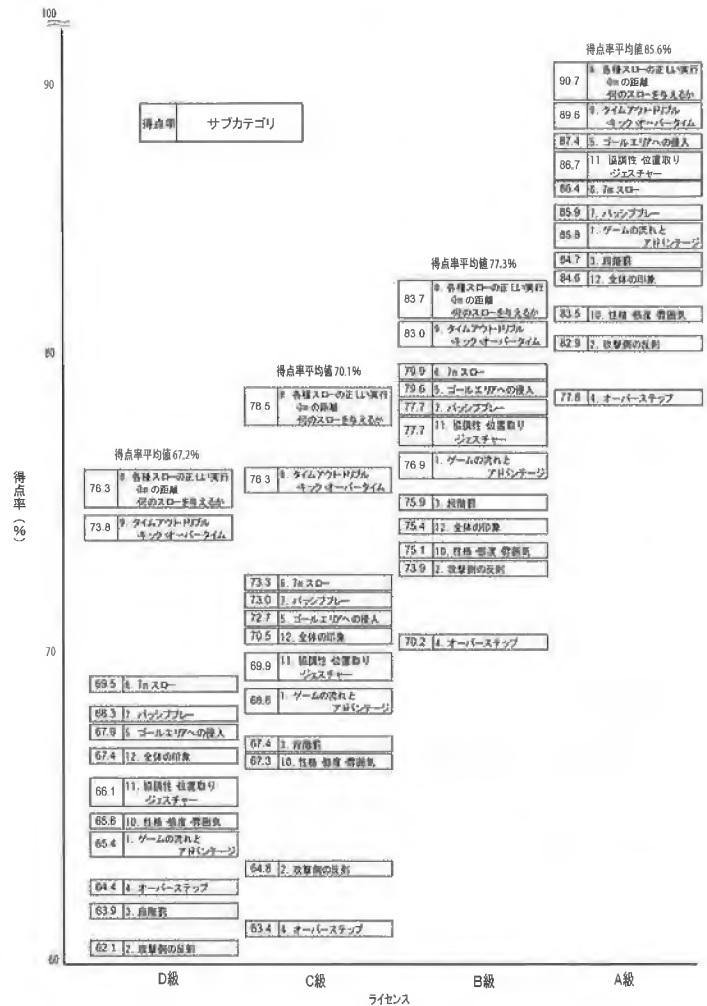 100
90
80
70
60
得点率（%）
得点率
サブカテゴリ
得点率平均値67.2%
76.3
8. 各種スローの正しい実行
・3mの距離
・何のスローを与えるか
73.8
9. タイムアウト・ドリブル
・キック・オーバータイム
69.5
6. 7mスロー
68.3
7. パッシブプレー
67.9
5. ゴールエリアへの侵入
67.4
12. 全体の印象
66.1
11. 協調性・位置取り
・ジェスチャー
65.6
10. 性格・態度・雰囲気
65.4
1. ゲームの流れと
アドバンテージ
64.4
4. オーバーステップ
63.9
3. 段階罰
62.1
2. 攻撃側の反則
D級
得点率平均値70.1%
78.5
8. 各種スローの正しい実行
・3mの距離
・何のスローを与えるか
76.3
9. タイムアウト・ドリブル
・キック・オーバータイム
73.3
6. 7mスロー
73.0
7. パッシブプレー
72.7
5. ゴールエリアへの侵入
70.5
12. 全体の印象
69.9
11. 協調性・位置取り
・ジェスチャー
68.6
1. ゲームの流れと
アドバンテージ
67.4
3. 段階罰
67.3
10. 性格・態度・雰囲気
64.8
2. 攻撃側の反則
63.4
4. オーバーステップ
C級
得点率平均値77.3%
83.7
8. 各種スローの正しい実行
・3mの距離
・何のスローを与えるか
83.0
9. タイムアウト・ドリブル
・キック・オーバータイム
79.9
6. 7mスロー
79.6
5. ゴールエリアへの侵入
77.7
7. パッシブプレー
77.7
11. 協調性・位置取り
・ジェスチャー
76.9
1. ゲームの流れと
アドバンテージ
75.9
3. 段階罰
75.4
12. 全体の印象
75.1
10. 性格・態度・雰囲気
73.9
2. 攻撃側の反則
70.2
4. オーバーステップ
B級
得点率平均値85.6%
90.7
8. 各種スローの正しい実行
・3mの距離
・何のスローを与えるか
89.6
9. タイムアウト・ドリブル
・キック・オーバータイム
87.4
5. ゴールエリアへの侵入
86.7
11. 協調性・位置取り
・ジェスチャー
86.4
6. 7mスロー
85.9
7. パッシブプレー
85.8
1. ゲームの流れと
アドバンテージ
84.7
3. 段階罰
84.6
12. 全体の印象
83.5
10. 性格・態度・雰囲気
82.9
2. 攻撃側の反則
77.8
4. オーバーステップ
A級
ライセンス